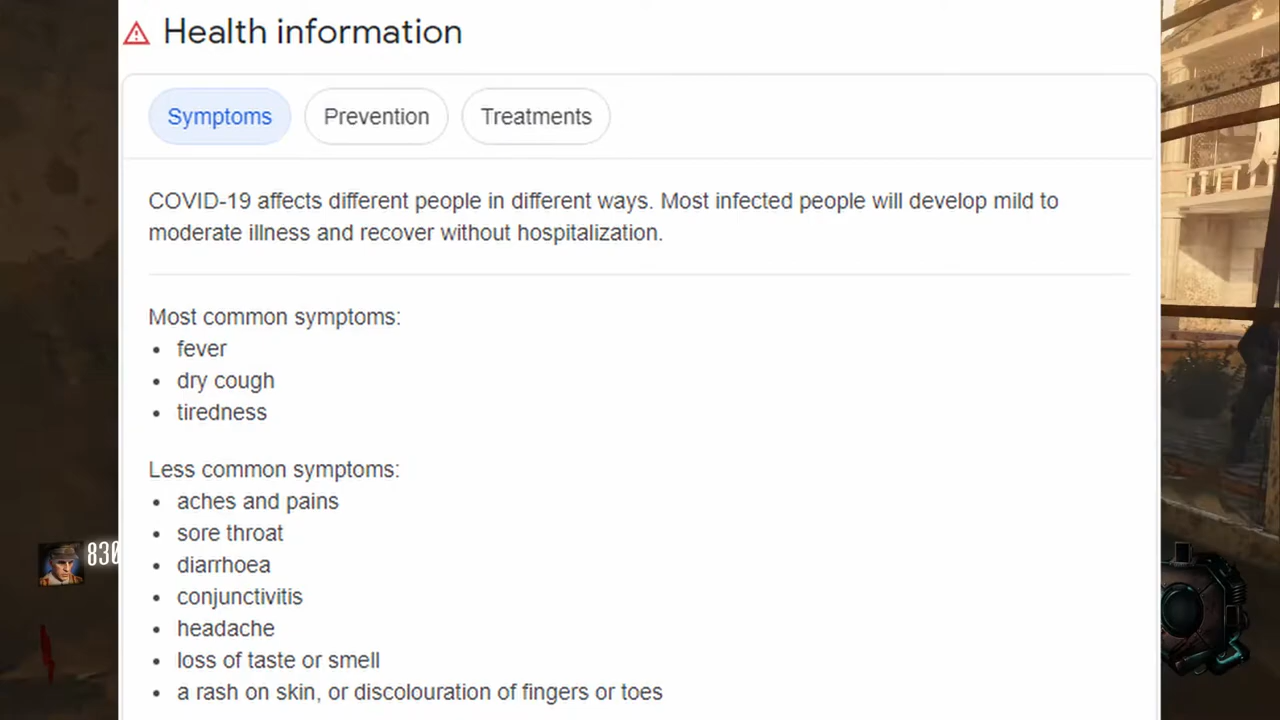 Health information
Symptoms
Prevention
Treatments
COVID-19 affects different people in different ways. Most infected people will develop mild to
moderate illness and recover without hospitalization.
Most common symptoms:
• fever
• dry cough
• tiredness
Less common symptoms:
• aches and pains
• sore throat
• diarrhoea
• conjunctivitis
• headache
• loss of taste or smell
• a rash on skin, or discolouration of fingers or toes
830